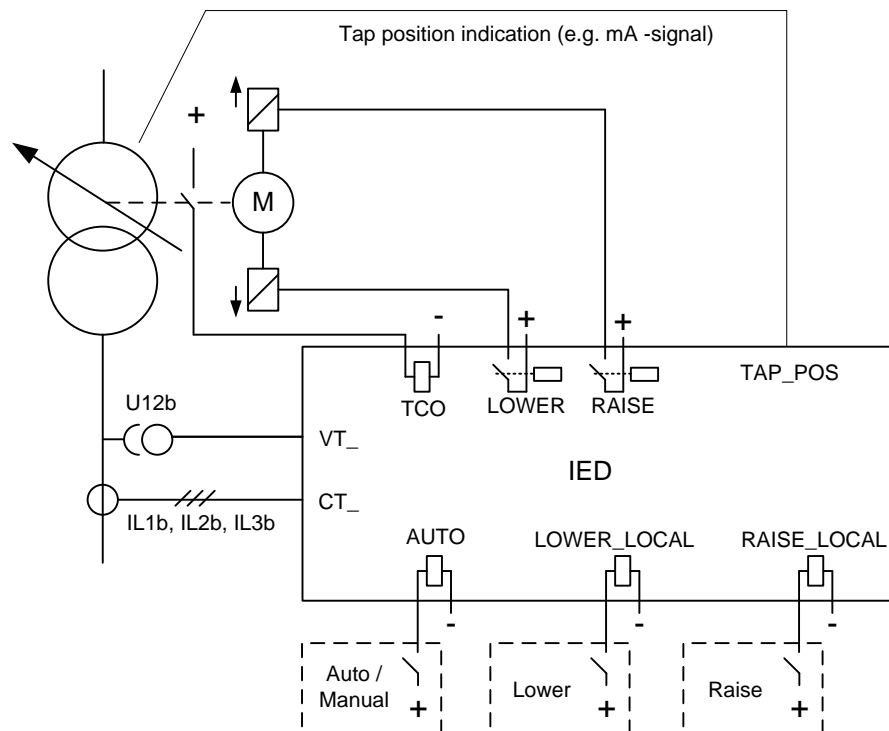 Tap position indication (e.g. mA -signal)
+
M
-
+
+
TCO
LOWER
RAISE
TAP_POS
U12b
VT_
IED
CT_
IL1b, IL2b, IL3b
AUTO
LOWER_LOCAL
RAISE_LOCAL
-
-
-
Auto /
Manual
+
Lower
+
Raise
+